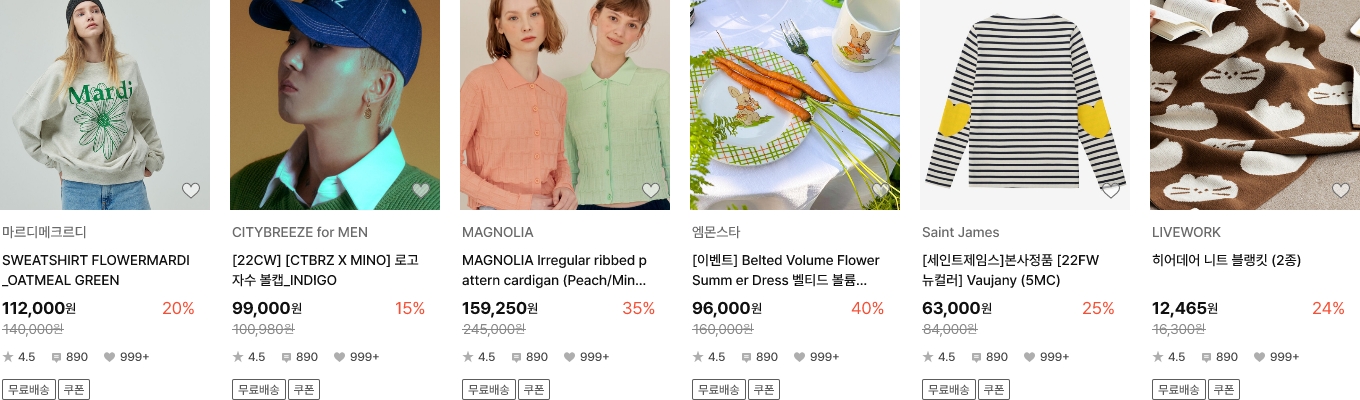 Mardi
마르디메크르디
SWEATSHIRT FLOWERMARDI
_OATMEAL GREEN
112,000원 20%
140,000원
4.5 890 999+
무료배송 쿠폰
CITYBREEZE for MEN
[22CW] [CTBRZ X MINO] 로고
자수 볼캡_INDIGO
99,000원 15%
100,980원
4.5 890 999+
무료배송 쿠폰
MAGNOLIA
MAGNOLIA Irregular ribbed p
attern cardigan (Peach/Min...
159,250원 35%
245,000원
4.5 890 999+
무료배송 쿠폰
엠몬스타
[이벤트] Belted Volume Flower
Summ er Dress 벨티드 볼륨...
96,000원 40%
160,000원
4.5 890 999+
무료배송 쿠폰
Saint James
[세인트제임스]본사정품 [22FW
뉴컬러] Vaujany (5MC)
63,000원 25%
84,000원
4.5 890 999+
무료배송 쿠폰
LIVEWORK
히어데어 니트 블랭킷 (2종)
12,465원 24%
16,300원
4.5 890 999+
무료배송 쿠폰